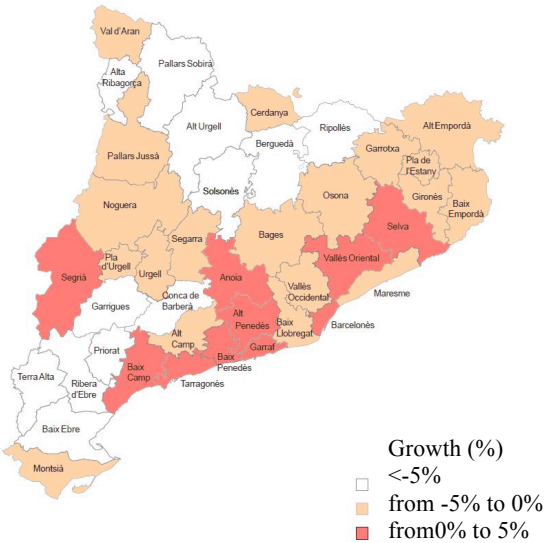 Val d'Aran
Pallars Sobirà
Alta
Ribagorça
Cerdanya
Alt Urgell
Ripollès
Alt Empordà
Berguedà
Garrotxa
Pallars Jussà
Pla de
l'Estany
Solsonès
Osona
Gironès
Noguera
Baix
Empordà
Selva
Segarra
Bages
Pla
d'Urgell
Vallès Oriental
Segrià
Urgell
Anoia
Vallès
Occidental
Maresme
Conca de
Barberà
Garrigues
Alt
Penedès
Baix
Llobregat
Barcelonès
Alt
Camp
Priorat
Garraf
Baix
Penedès
Baix
Camp
Terra Alta
Ribera
d'Ebre
Tarragonès
Baix Ebre
Montsià
Growth (%)
<-5%
from -5% to 0%
from0% to 5%